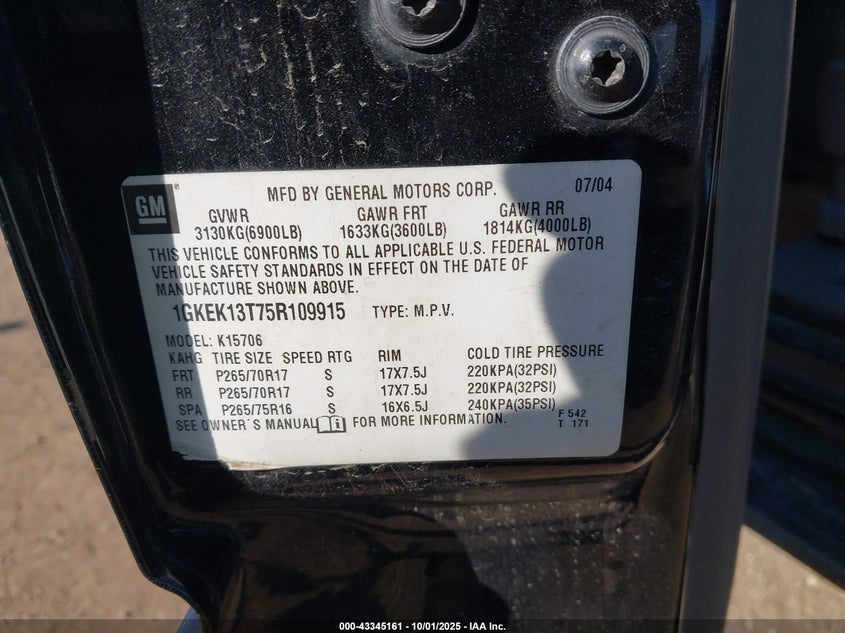 GM MFD BY GENERAL MOTORS CORP. 07/04
GVWR GAWR FRT GAWR RR
3130KG(6900LB) 1633KG(3600LB) 1814KG(4000LB)
THIS VEHICLE CONFORMS TO ALL APPLICABLE U.S. FEDERAL MOTOR
VEHICLE SAFETY STANDARDS IN EFFECT ON THE DATE OF
MANUFACTURE SHOWN ABOVE.
1GKEK13T75R109915 TYPE: M.P.V.
MODEL: K15706
KAHG TIRE SIZE SPEED RTG RIM COLD TIRE PRESSURE
FRT P265/70R17 S 17X7.5J 220KPA(32PSI)
RR P265/70R17 S 17X7.5J 220KPA(32PSI)
SPA P265/75R16 S 16X6.5J 240KPA(35PSI)
SEE OWNER'S MANUAL FOR MORE INFORMATION.
F 542
T 171
000-43345161 - 10/01/2025 - IAA Inc.